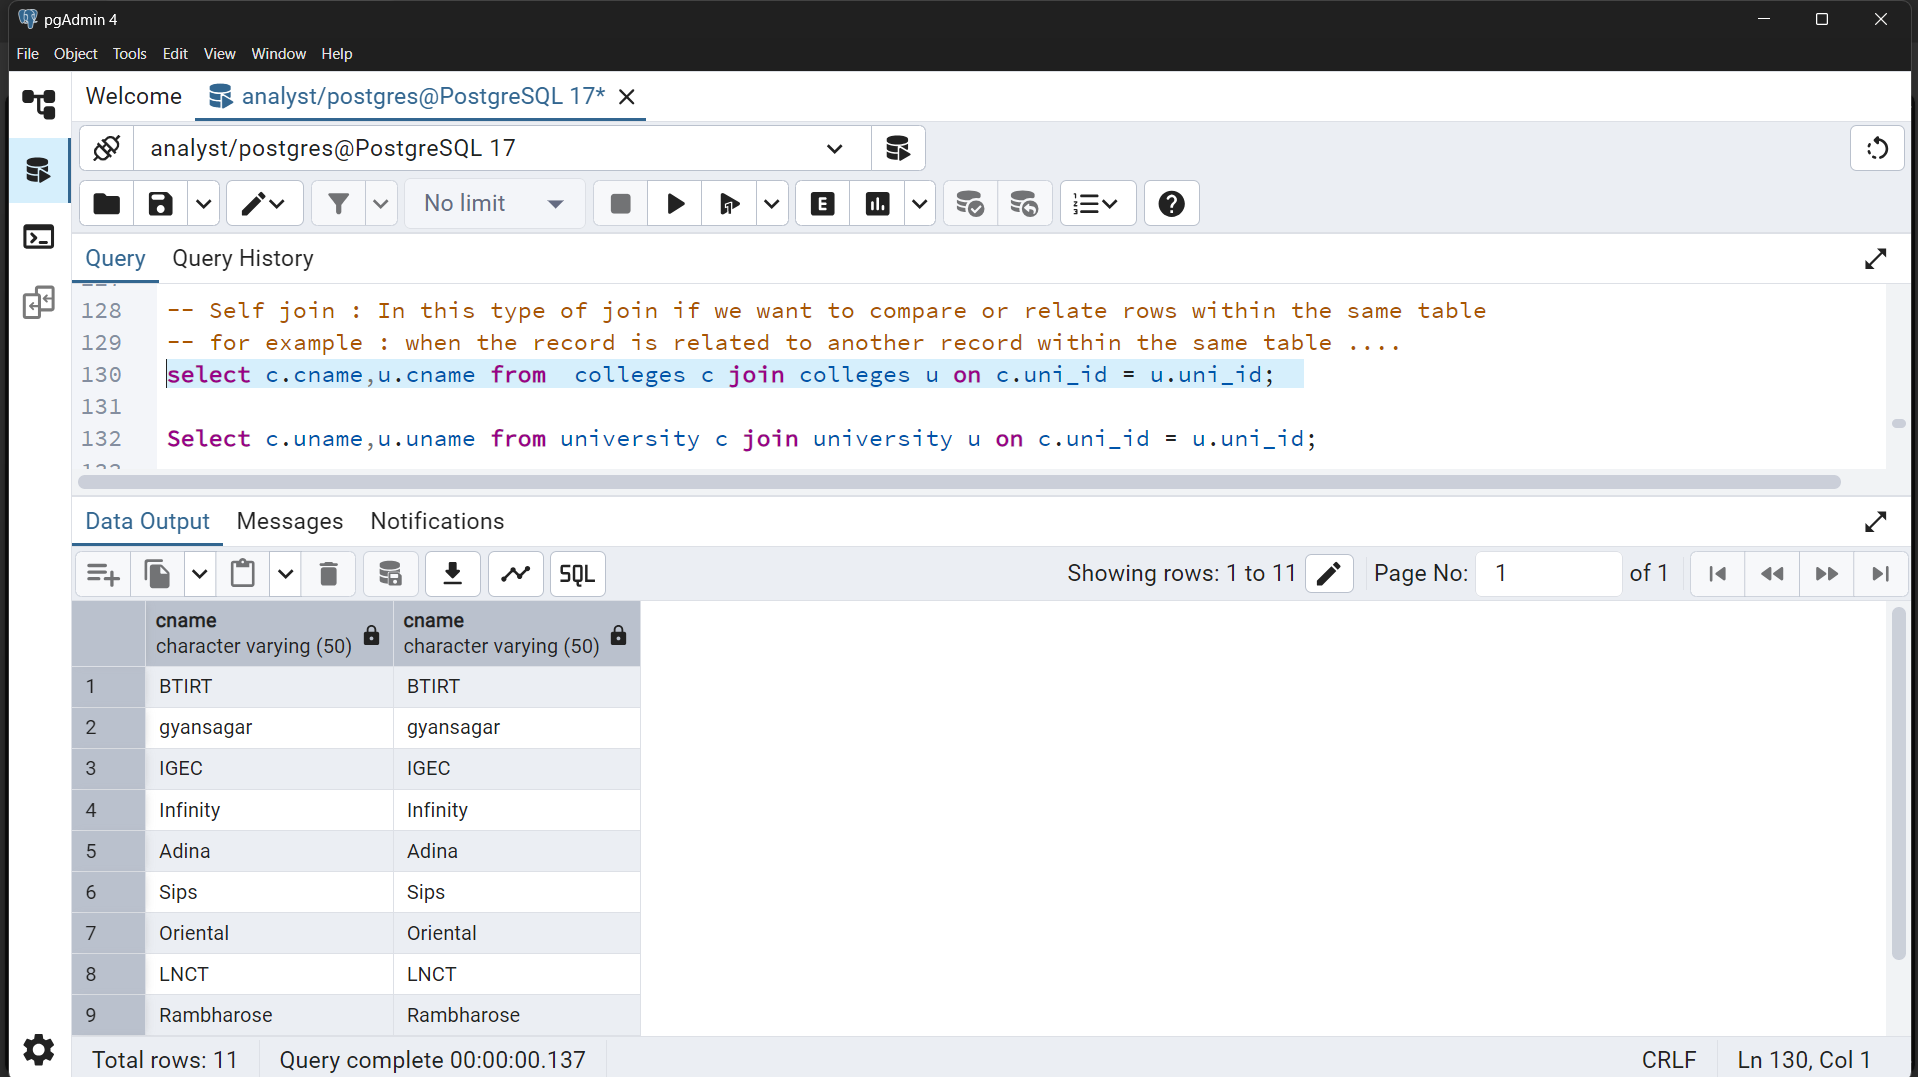 pgAdmin 4
File Object Tools Edit View Window Help
Welcome analyst/postgres@PostgreSQL 17*
analyst/postgres@PostgreSQL 17
No limit
E
Query Query History
128 -- Self join : In this type of join if we want to compare or relate rows within the same table
129 -- for example : when the record is related to another record within the same table ....
130 select c.cname,u.cname from  colleges c join colleges u on c.uni_id = u.uni_id;
131
132 Select c.uname,u.uname from university c join university u on c.uni_id = u.uni_id;
Data Output Messages Notifications
SQL Showing rows: 1 to 11 Page No: 1 of 1
cname cname
character varying (50) character varying (50)
1 BTIRT BTIRT
2 gyansagar gyansagar
3 IGEC IGEC
4 Infinity Infinity
5 Adina Adina
6 Sips Sips
7 Oriental Oriental
8 LNCT LNCT
9 Rambharose Rambharose
Total rows: 11 Query complete 00:00:00.137 CRLF Ln 130, Col 1